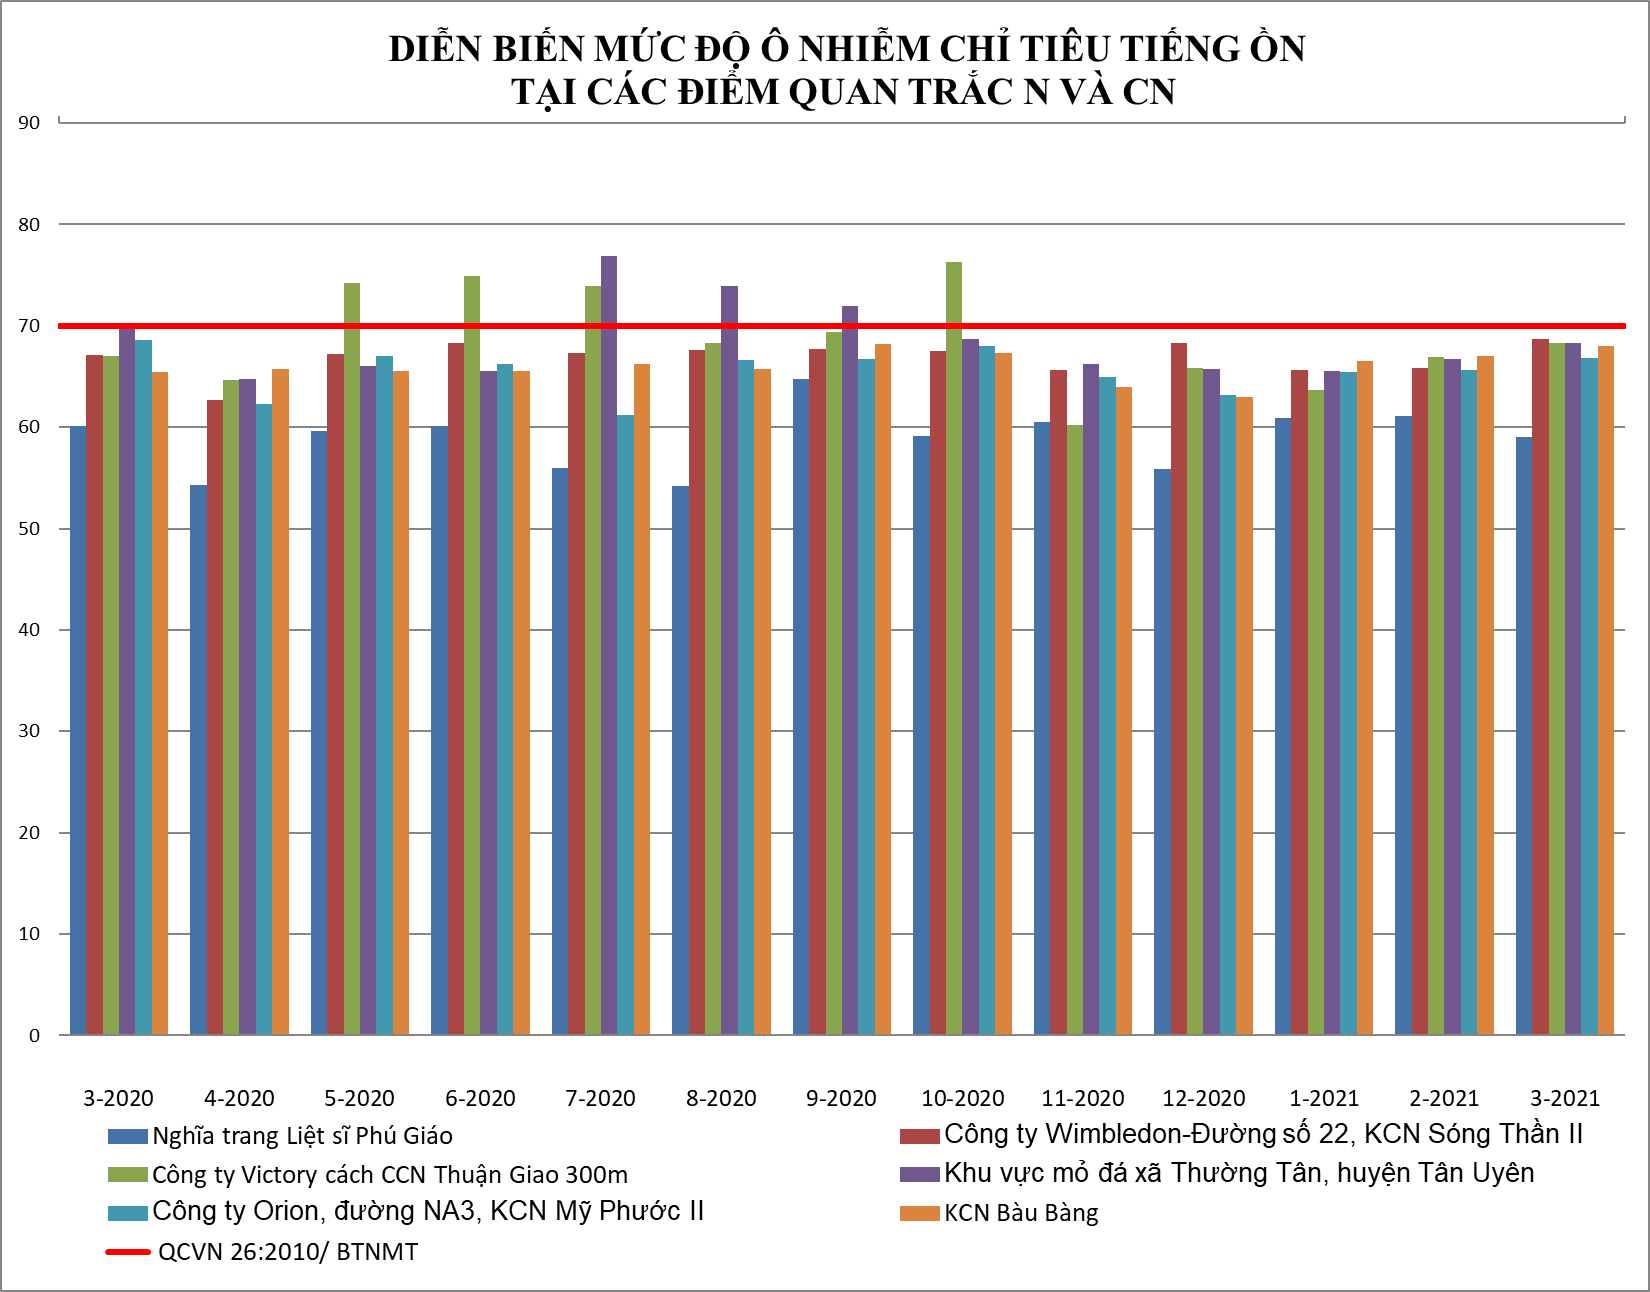 DIỄN BIẾN MỨC ĐỘ Ô NHIỄM CHỈ TIÊU TIẾNG ỒN
TẠI CÁC ĐIỂM QUAN TRẮC N VÀ CN
90
80
70
60
50
40
30
20
10
0
3-2020 4-2020 5-2020 6-2020 7-2020 8-2020 9-2020 10-2020 11-2020 12-2020 1-2021 2-2021 3-2021
Nghĩa trang Liệt sĩ Phú Giáo
Công ty Wimbledon-Đường số 22, KCN Sóng Thần II
Công ty Victory cách CCN Thuận Giao 300m
Khu vực mỏ đá xã Thường Tân, huyện Tân Uyên
Công ty Orion, đường NA3, KCN Mỹ Phước II
KCN Bàu Bàng
QCVN 26:2010/ BTNMT